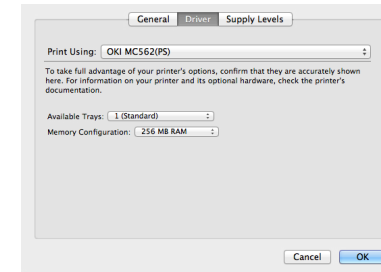 General Driver Supply Levels
Print Using: OKI MC562(PS)
To take full advantage of your printer's options, confirm that they are accurately shown
here. For information on your printer and its optional hardware, check the printer's
documentation.
Available Trays: 1 (Standard)
Memory Configuration: 256 MB RAM
Cancel OK